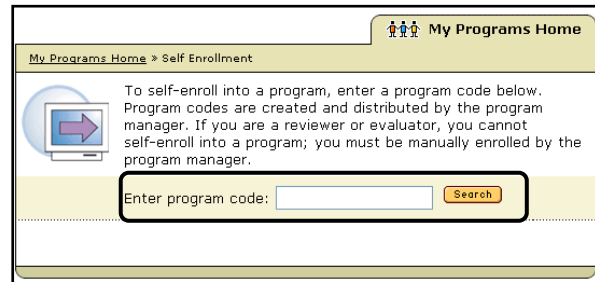 My Programs Home
My Programs Home » Self Enrollment
To self-enroll into a program, enter a program code below.
Program codes are created and distributed by the program
manager. If you are a reviewer or evaluator, you cannot
self-enroll into a program; you must be manually enrolled by the
program manager.
Enter program code: Search